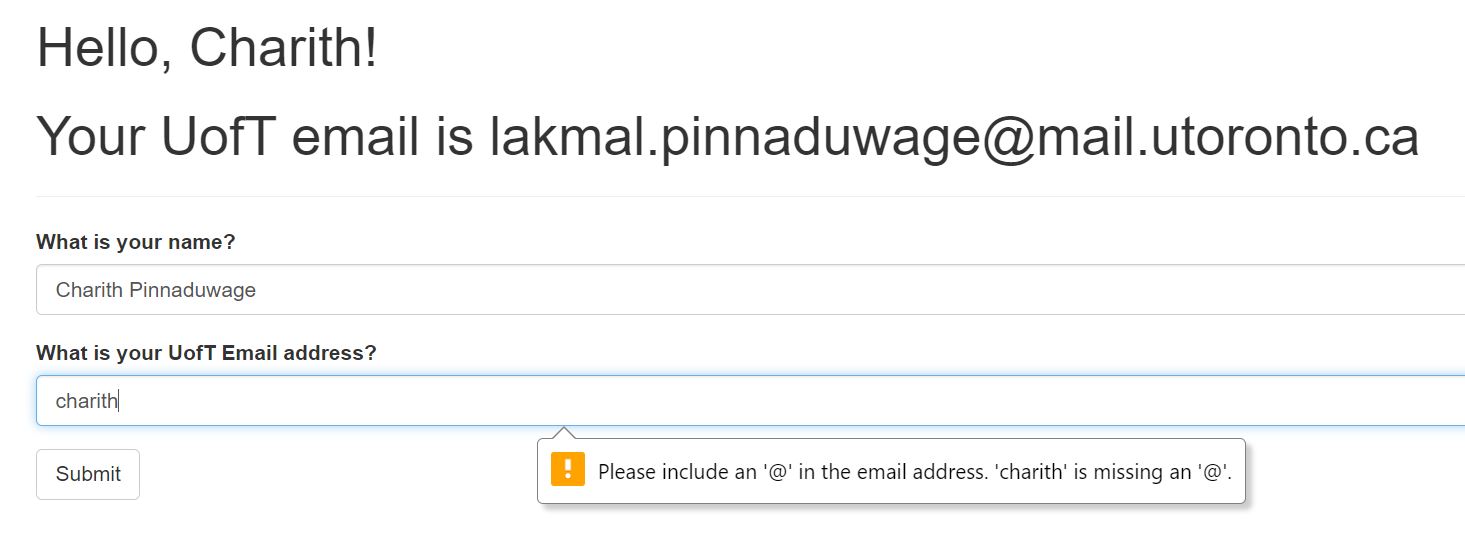 Hello, Charith!
Your UofT email is lakmal.pinnaduwage@mail.utoronto.ca
What is your name?
Charith Pinnaduwage
What is your UofT Email address?
charith
Please include an '@' in the email address. 'charith' is missing an '@'.
Submit